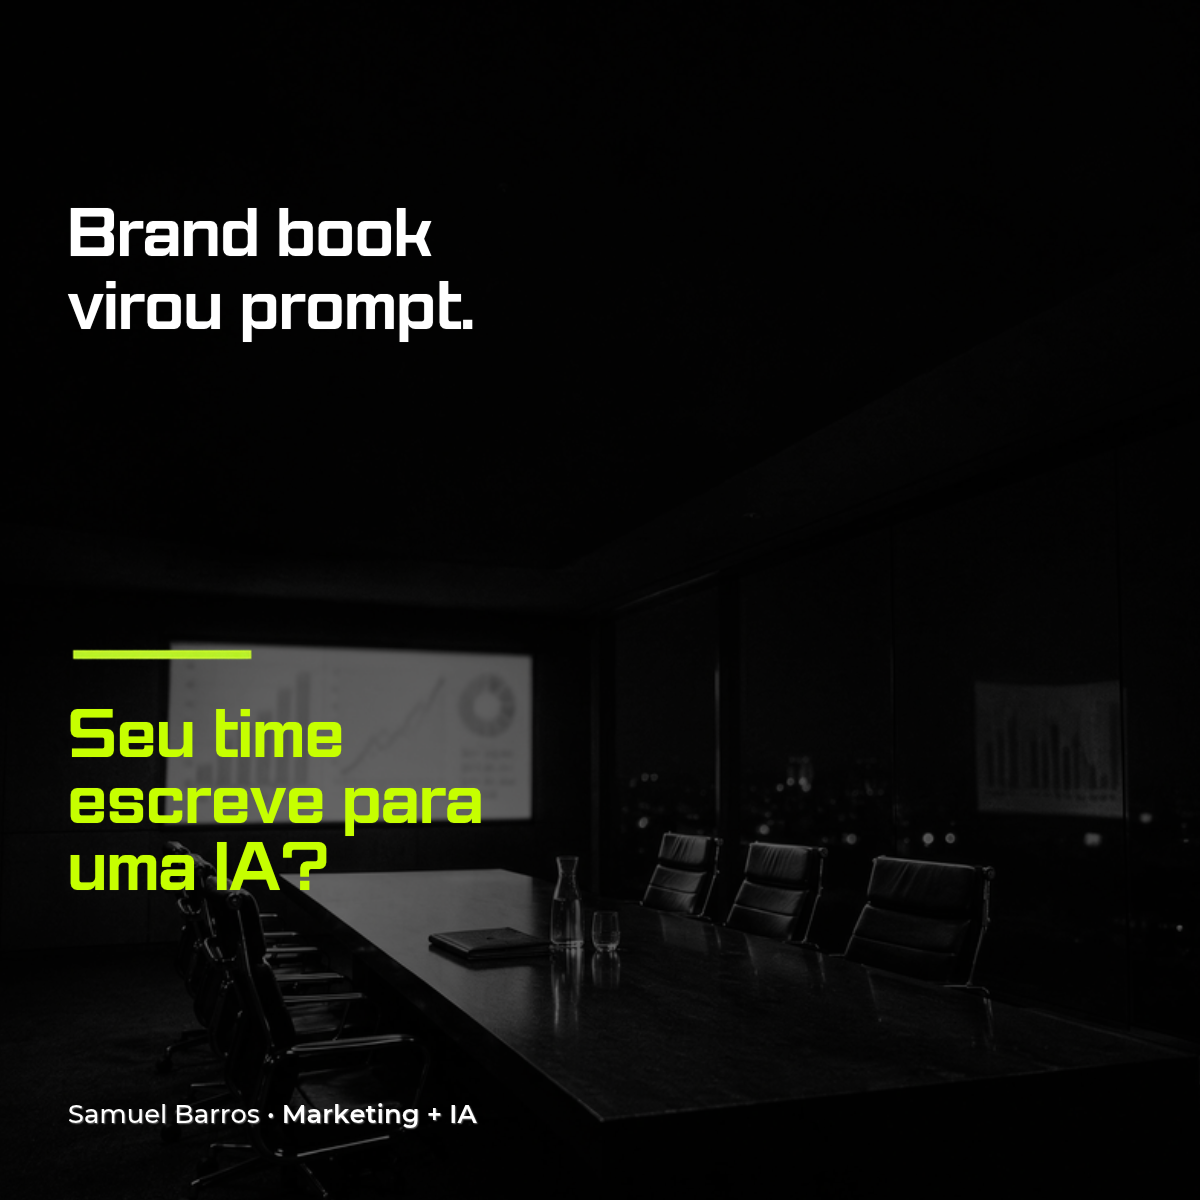 Brand book
virou prompt.
Seu time
escreve para
uma IA?
Samuel Barros • Marketing + IA